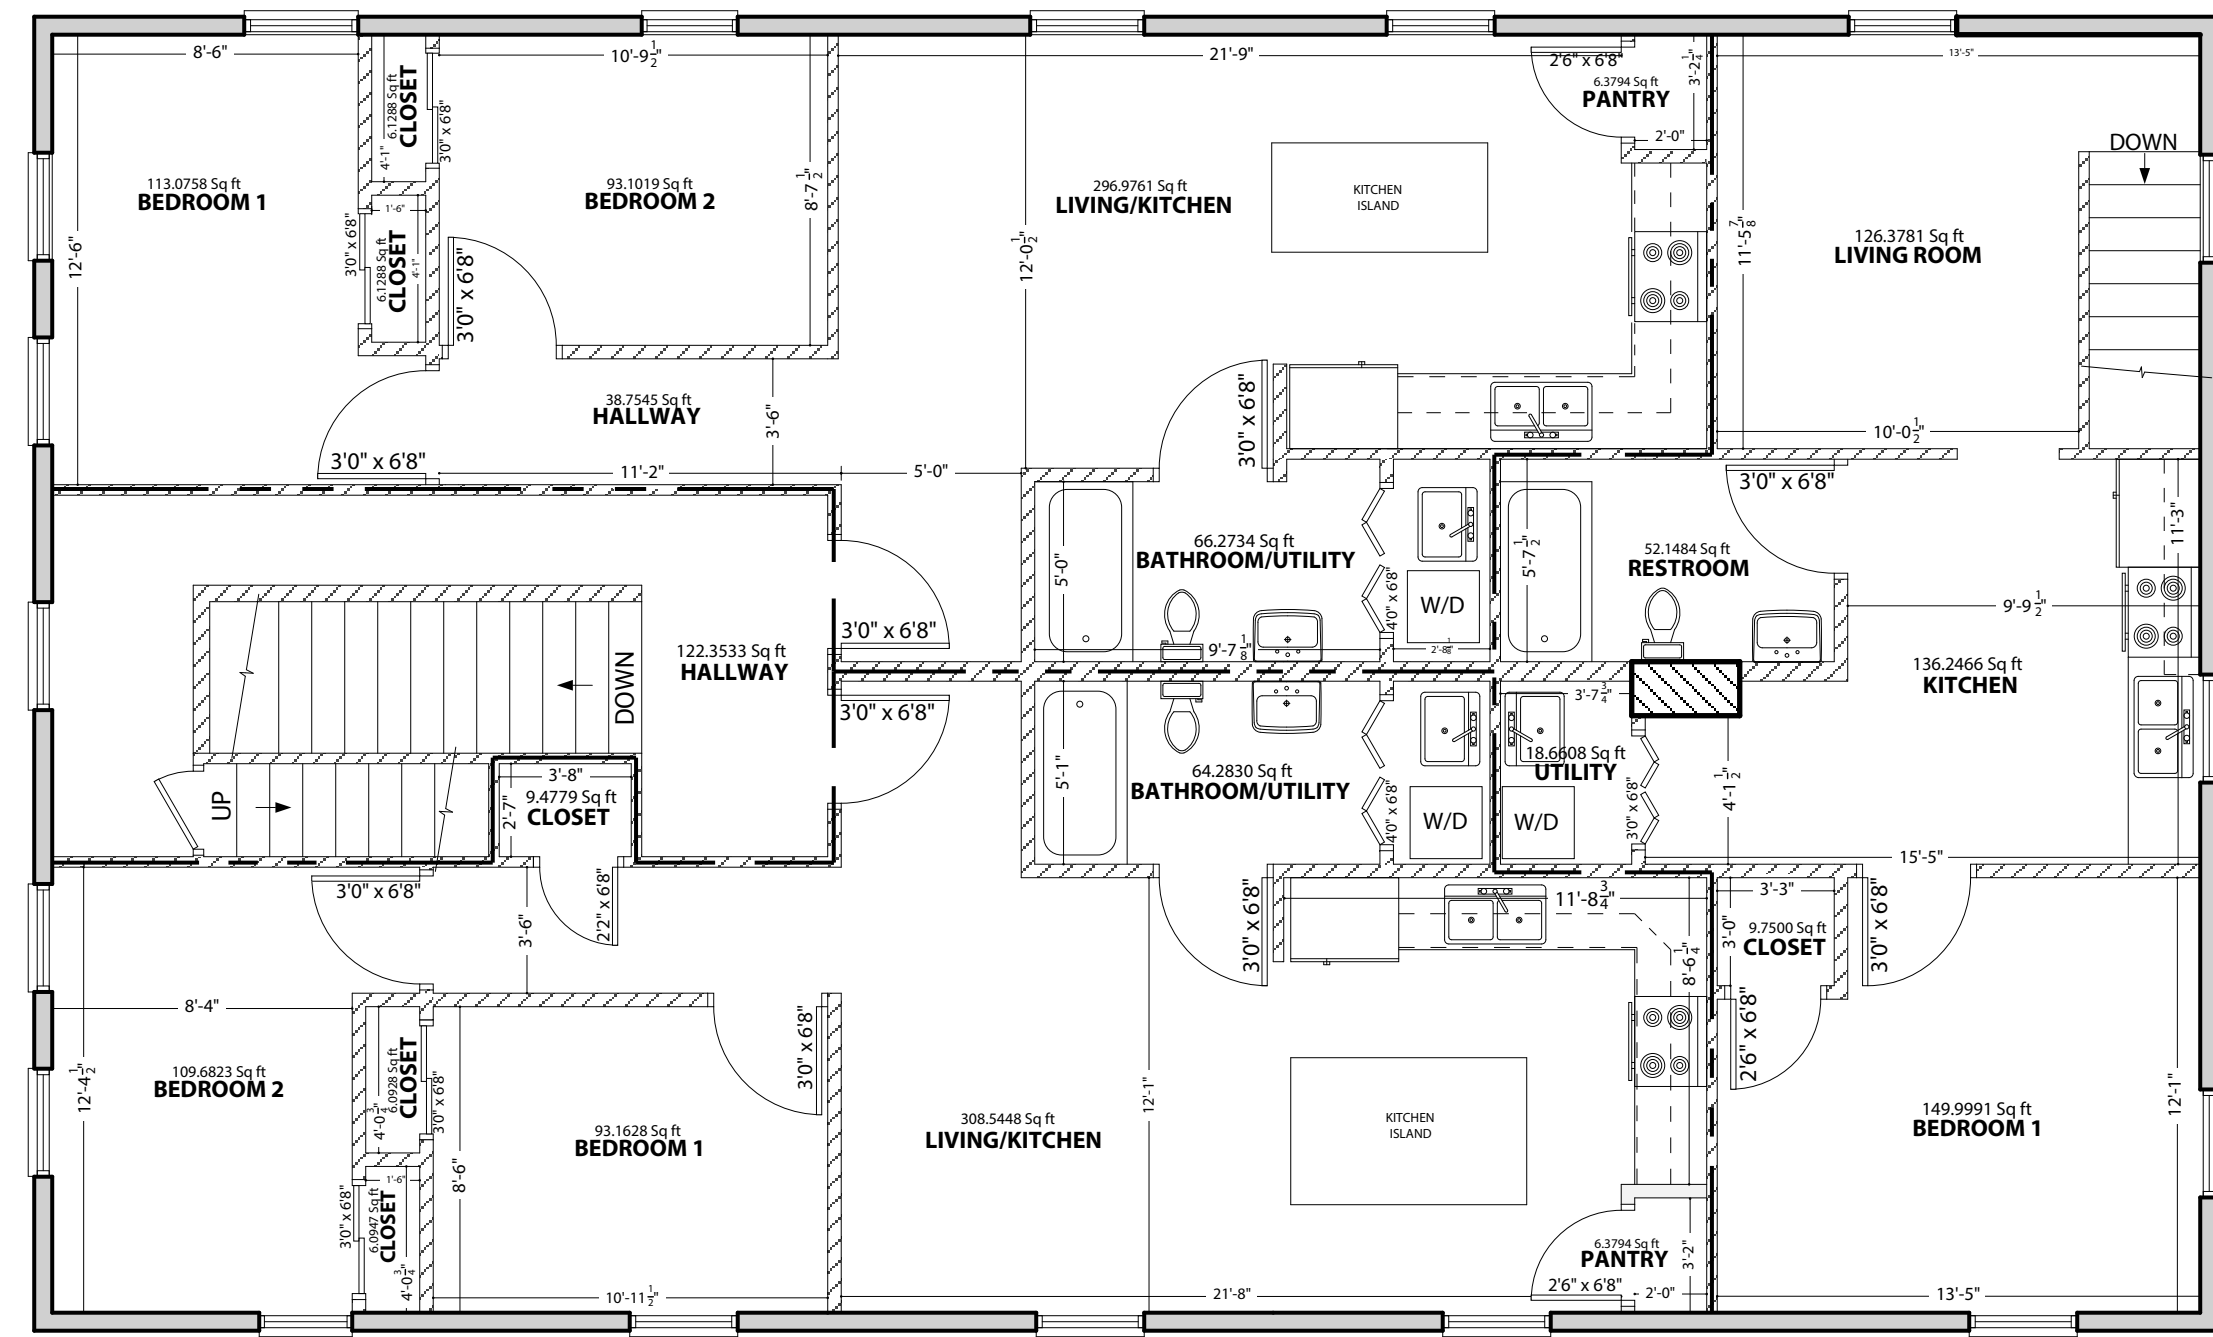 8'-6"
10'-9 1/2"
21'-9"
2'6" x 6'8"
3'-2 1/4"
13'-5"
6.1288 Sq ft
CLOSET
4'-1"
3'0" x 6'8"
6.3794 Sq ft
PANTRY
2'-0"
DOWN
113.0758 Sq ft
BEDROOM 1
93.1019 Sq ft
BEDROOM 2
8'-7 1/2"
296.9761 Sq ft
LIVING/KITCHEN
KITCHEN
ISLAND
12'-6"
1'-6"
3'0" x 6'8"
6.1288 Sq ft
CLOSET
4'-1"
3'0" x 6'8"
12'-0 1/2"
11'-5 7/8"
126.3781 Sq ft
LIVING ROOM
38.7545 Sq ft
HALLWAY
3'-6"
3'0" x 6'8"
10'-0 1/2"
3'0" x 6'8"
11'-2"
5'-0"
3'0" x 6'8"
11'-3"
5'-0"
66.2734 Sq ft
BATHROOM/UTILITY
4'0" x 6'8"
W/D
5'-7 1/2"
52.1484 Sq ft
RESTROOM
9'-9 1/2"
3'0" x 6'8"
9'-7 1/8"
122.3533 Sq ft
HALLWAY
DOWN
136.2466 Sq ft
KITCHEN
3'0" x 6'8"
3'-7 3/4"
UP
3'-8"
2'-7"
9.4779 Sq ft
CLOSET
5'-1"
64.2830 Sq ft
BATHROOM/UTILITY
4'0" x 6'8"
W/D
18.6608 Sq ft
UTILITY
W/D
3'0" x 6'8"
4'-1 1/2"
15'-5"
3'0" x 6'8"
3'-6"
2'2" x 6'8"
3'0" x 6'8"
11'-8 3/4"
8'-6 1/4"
3'-3"
3'-0"
9.7500 Sq ft
CLOSET
3'0" x 6'8"
2'6" x 6'8"
8'-4"
12'-4 1/2"
109.6823 Sq ft
BEDROOM 2
6.0928 Sq ft
CLOSET
4'-0 3/4"
3'0" x 6'8"
3'0" x 6'8"
93.1628 Sq ft
BEDROOM 1
8'-6"
308.5448 Sq ft
LIVING/KITCHEN
12'-1"
KITCHEN
ISLAND
149.9991 Sq ft
BEDROOM 1
12'-1"
1'-6"
3'0" x 6'8"
6.0947 Sq ft
CLOSET
4'-0 3/4"
6.3794 Sq ft
PANTRY
3'-2"
2'6" x 6'8"
2'-0"
10'-11 1/2"
21'-8"
13'-5"